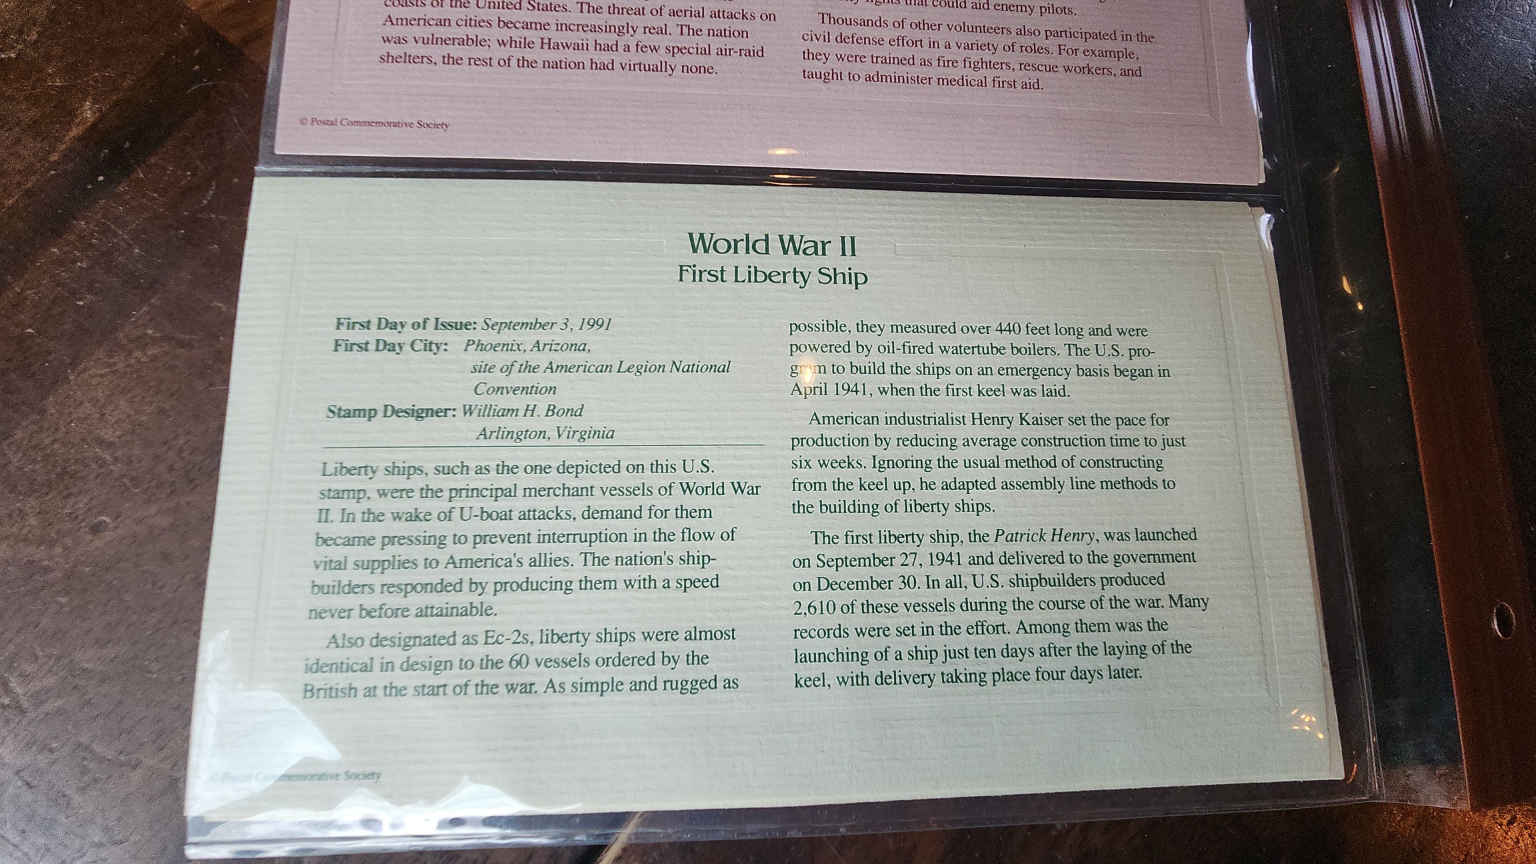 coasts of the United States. The threat of aerial attacks on
American cities became increasingly real. The nation
was vulnerable; while Hawaii had a few special air-raid
shelters, the rest of the nation had virtually none.
lights that could aid enemy pilots.
Thousands of other volunteers also participated in the
civil defense effort in a variety of roles. For example,
they were trained as fire fighters, rescue workers, and
taught to administer medical first aid.
© Postal Commemorative Society
World War II
First Liberty Ship
First Day of Issue: September 3, 1991
First Day City: Phoenix, Arizona,
site of the American Legion National
Convention
Stamp Designer: William H. Bond
Arlington, Virginia
Liberty ships, such as the one depicted on this U.S.
stamp, were the principal merchant vessels of World War
II. In the wake of U-boat attacks, demand for them
became pressing to prevent interruption in the flow of
vital supplies to America's allies. The nation's ship-
builders responded by producing them with a speed
never before attainable.
Also designated as Ec-2s, liberty ships were almost
identical in design to the 60 vessels ordered by the
British at the start of the war. As simple and rugged as
possible, they measured over 440 feet long and were
powered by oil-fired watertube boilers. The U.S. pro-
gram to build the ships on an emergency basis began in
April 1941, when the first keel was laid.
American industrialist Henry Kaiser set the pace for
production by reducing average construction time to just
six weeks. Ignoring the usual method of constructing
from the keel up, he adapted assembly line methods to
the building of liberty ships.
The first liberty ship, the Patrick Henry, was launched
on September 27, 1941 and delivered to the government
on December 30. In all, U.S. shipbuilders produced
2,610 of these vessels during the course of the war. Many
records were set in the effort. Among them was the
launching of a ship just ten days after the laying of the
keel, with delivery taking place four days later.
© Postal Commemorative Society